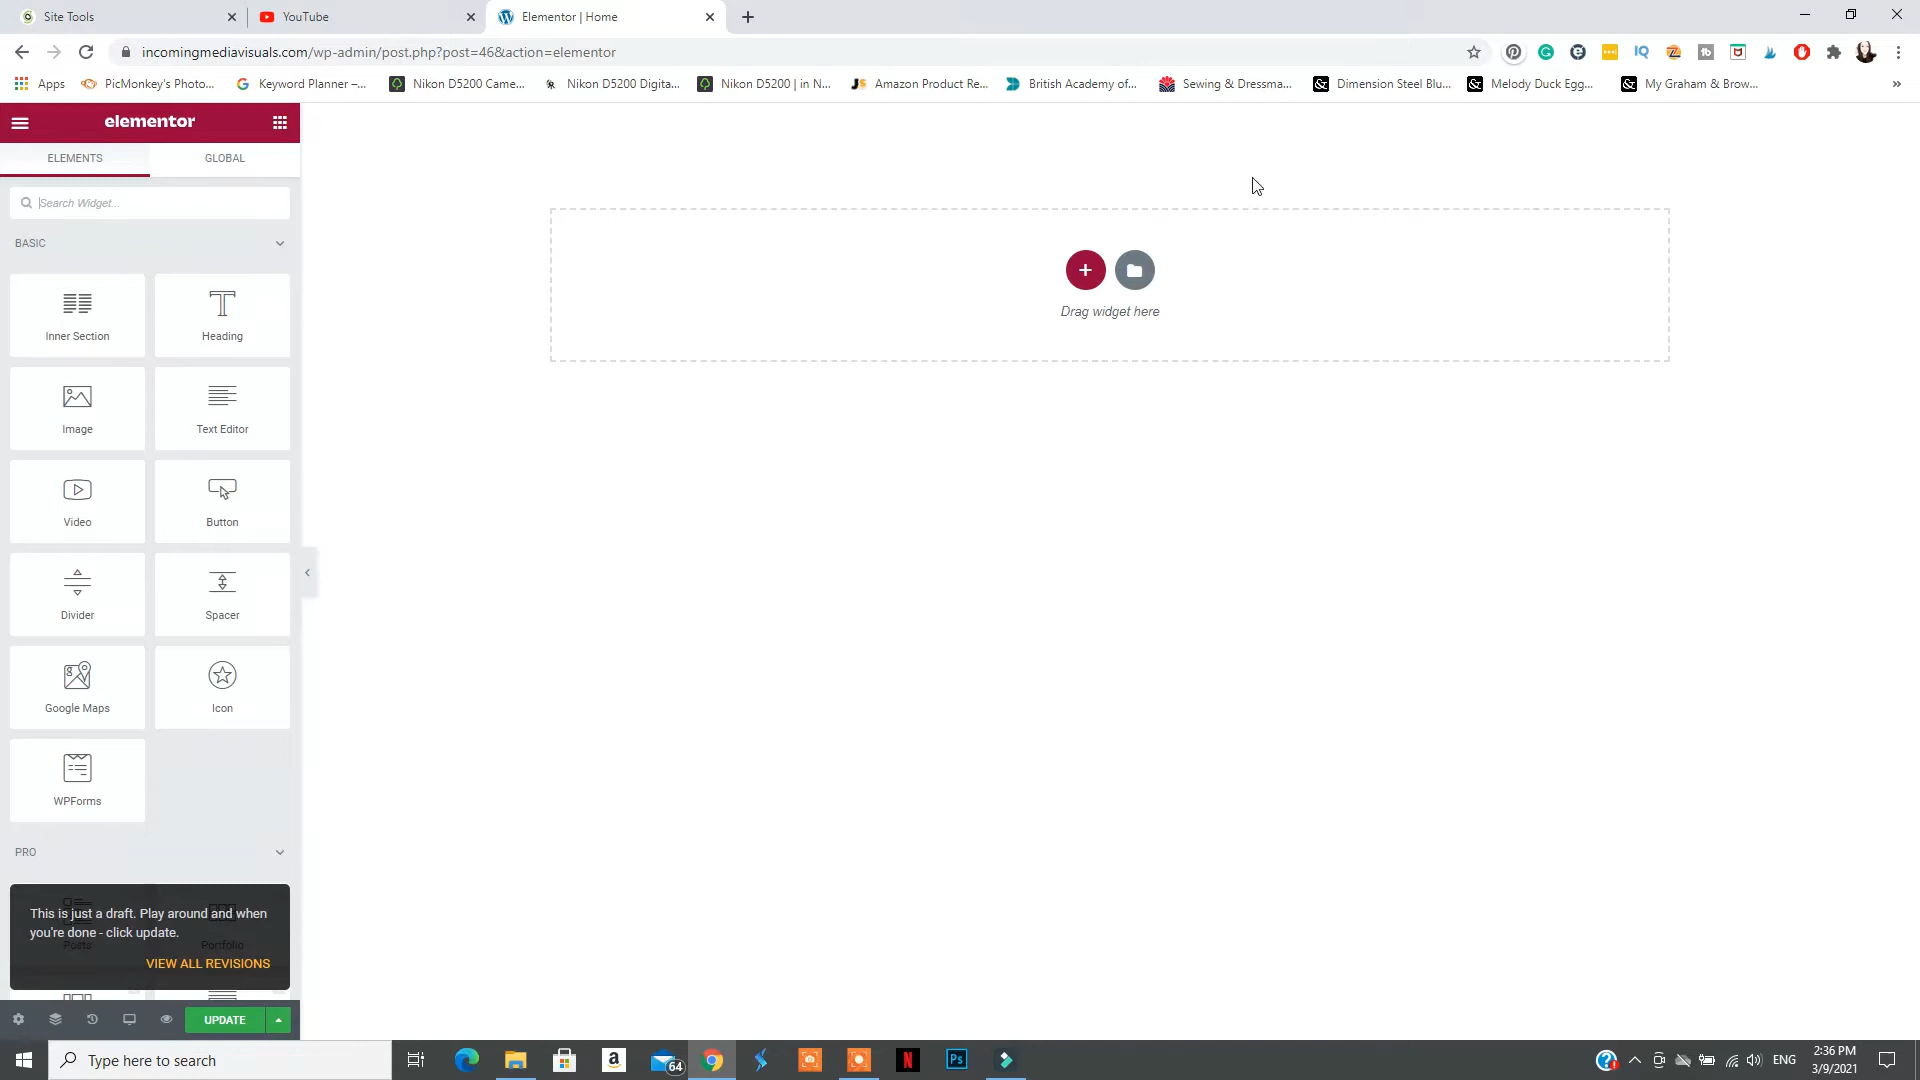 Site Tools
YouTube
Elementor | Home
incomingmediavisuals.com/wp-admin/post.php?post=46&action=elementor
Apps
PicMonkey's Photo...
Keyword Planner –...
Nikon D5200 Came...
Nikon D5200 Digita...
Nikon D5200 | in N...
Amazon Product Re...
British Academy of...
Sewing & Dressma...
Dimension Steel Blu...
Melody Duck Egg...
My Graham & Brow...
elementor
ELEMENTS
GLOBAL
Search Widget...
BASIC
Inner Section
Heading
Image
Text Editor
Video
Button
Divider
Spacer
Google Maps
Icon
WPForms
PRO
This is just a draft. Play around and when
you're done - click update.
Posts
Portfolio
VIEW ALL REVISIONS
UPDATE
Drag widget here
Type here to search
64
Ps
ENG
2:36 PM
3/9/2021